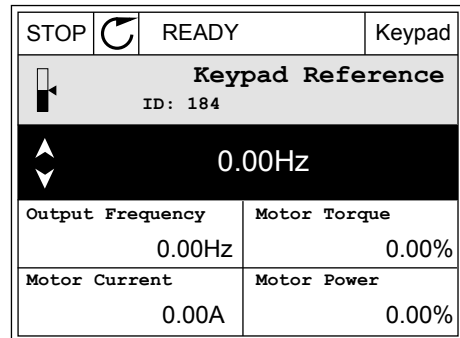 STOP READY Keypad
Keypad Reference
ID: 184
0.00Hz
Output Frequency Motor Torque
0.00Hz 0.00%
Motor Current Motor Power
0.00A 0.00%